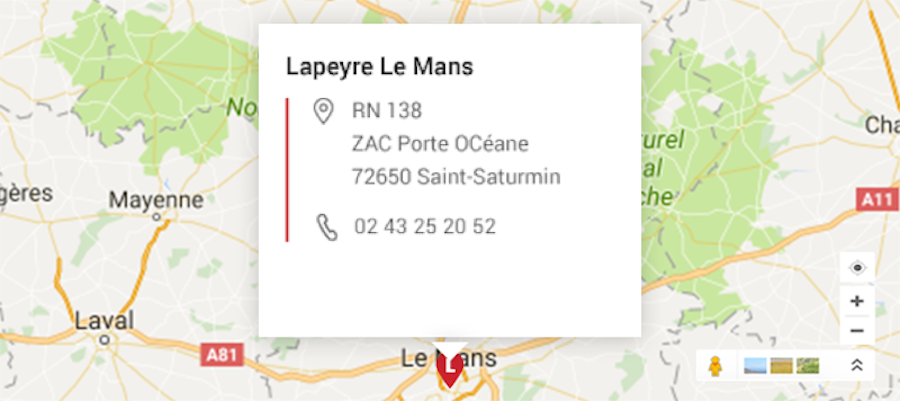 Lapeyre Le Mans
RN 138
ZAC Porte OCéane
72650 Saint-Saturmin
02 43 25 20 52
No
urel
al
che
Cha
gères
Mayenne
A11
Laval
A81
Le Mans
L